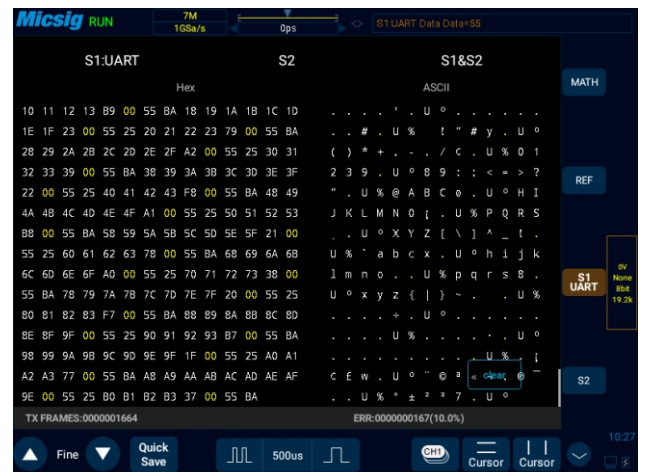 Micsig RUN 7M 1GSa/s 0ps S1:UART Data Data=55
S1:UART S2 S1&S2
Hex ASCII
10 11 12 13 B9 00 55 BA 18 19 1A 1B 1C 1D . . . . ¹ . U º . . . . . .
1E 1F 23 00 55 25 20 21 22 23 79 00 55 BA . . # . U % ! " # y . U º
28 29 2A 2B 2C 2D 2E 2F A2 00 55 25 30 31 ( ) * + , - . / ¢ . U % 0 1
32 33 39 00 55 BA 38 39 3A 3B 3C 3D 3E 3F 2 3 9 . U º 8 9 : ; < = > ?
22 00 55 25 40 41 42 43 F8 00 55 BA 48 49 " . U % @ A B C ø . U º H I
4A 4B 4C 4D 4E 4F A1 00 55 25 50 51 52 53 J K L M N O ¡ . U % P Q R S
B8 00 55 BA 58 59 5A 5B 5C 5D 5E 5F 21 00 ¸ . U º X Y Z [ \ ] ^ _ ! .
55 25 60 61 62 63 78 00 55 BA 68 69 6A 6B U % ` a b c x . U º h i j k
6C 6D 6E 6F A0 00 55 25 70 71 72 73 38 00 l m n o . . U % p q r s 8 .
55 BA 78 79 7A 7B 7C 7D 7E 7F 20 00 55 25 U º x y z { | } ~ . . U %
80 81 82 83 F7 00 55 BA 88 89 8A 8B 8C 8D . . . . ÷ . U º . . . . . .
8E 8F 9F 00 55 25 90 91 92 93 B7 00 55 BA . . . . U % . . . . · . U º
98 99 9A 9B 9C 9D 9E 9F 1F 00 55 25 A0 A1 . . . . . . . . . . U % . ¡
A2 A3 77 00 55 BA A8 A9 AA AB AC AD AE AF ¢ £ w . U º ¨ © ª « clear ® ¯
9E 00 55 25 B0 B1 B2 B3 37 00 55 BA . . U % ° ± ² ³ 7 . U º
TX FRAMES:0000001664 ERR:0000000167(10.0%)
MATH
REF
S1 UART
0V
None
8bit
19.2k
S2
10:27
Fine Quick Save 500us CH1 Cursor Cursor